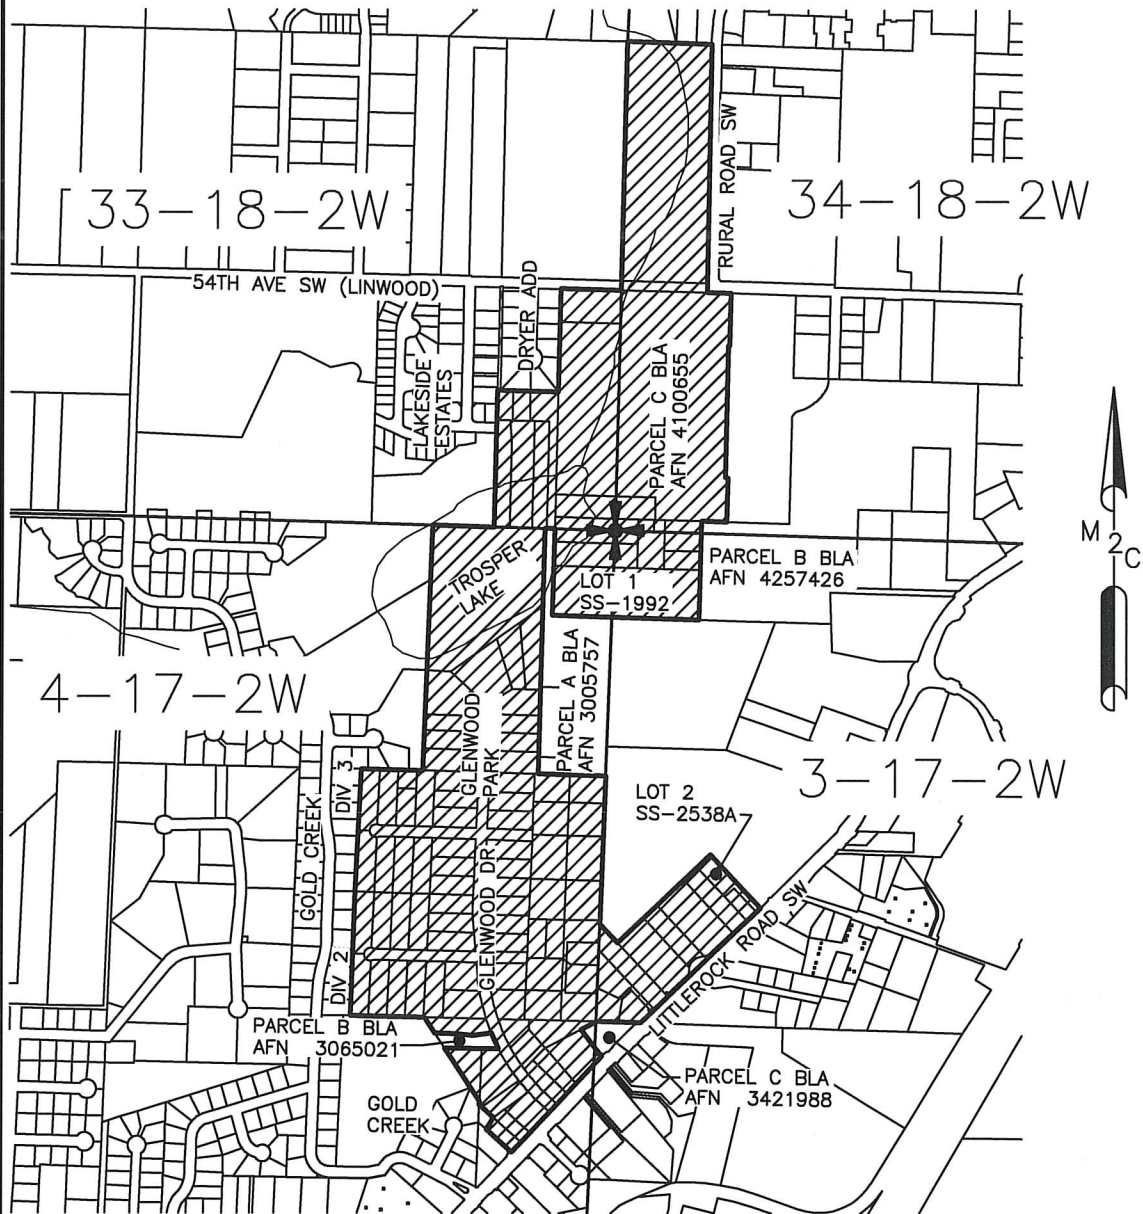 33-18-2W
34-18-2W
RURAL ROAD SW
54TH AVE SW (LINWOOD)
DRYER ADD
LAKESIDE
ESTATES
PARCEL C BLA
AFN 4100655
TROSPER
LAKE
LOT 1
SS-1992
PARCEL B BLA
AFN 4257426
M2C
4-17-2W
PARCEL A BLA
AFN 3005757
GLENWOOD
PARK
3-17-2W
LOT 2
SS-2538A
GOLD CREEK
DIV 3
DIV 2
GLENWOOD DR
LITTLEROCK ROAD SW
PARCEL B BLA
AFN 3065021
PARCEL C BLA
AFN 3421988
GOLD
CREEK